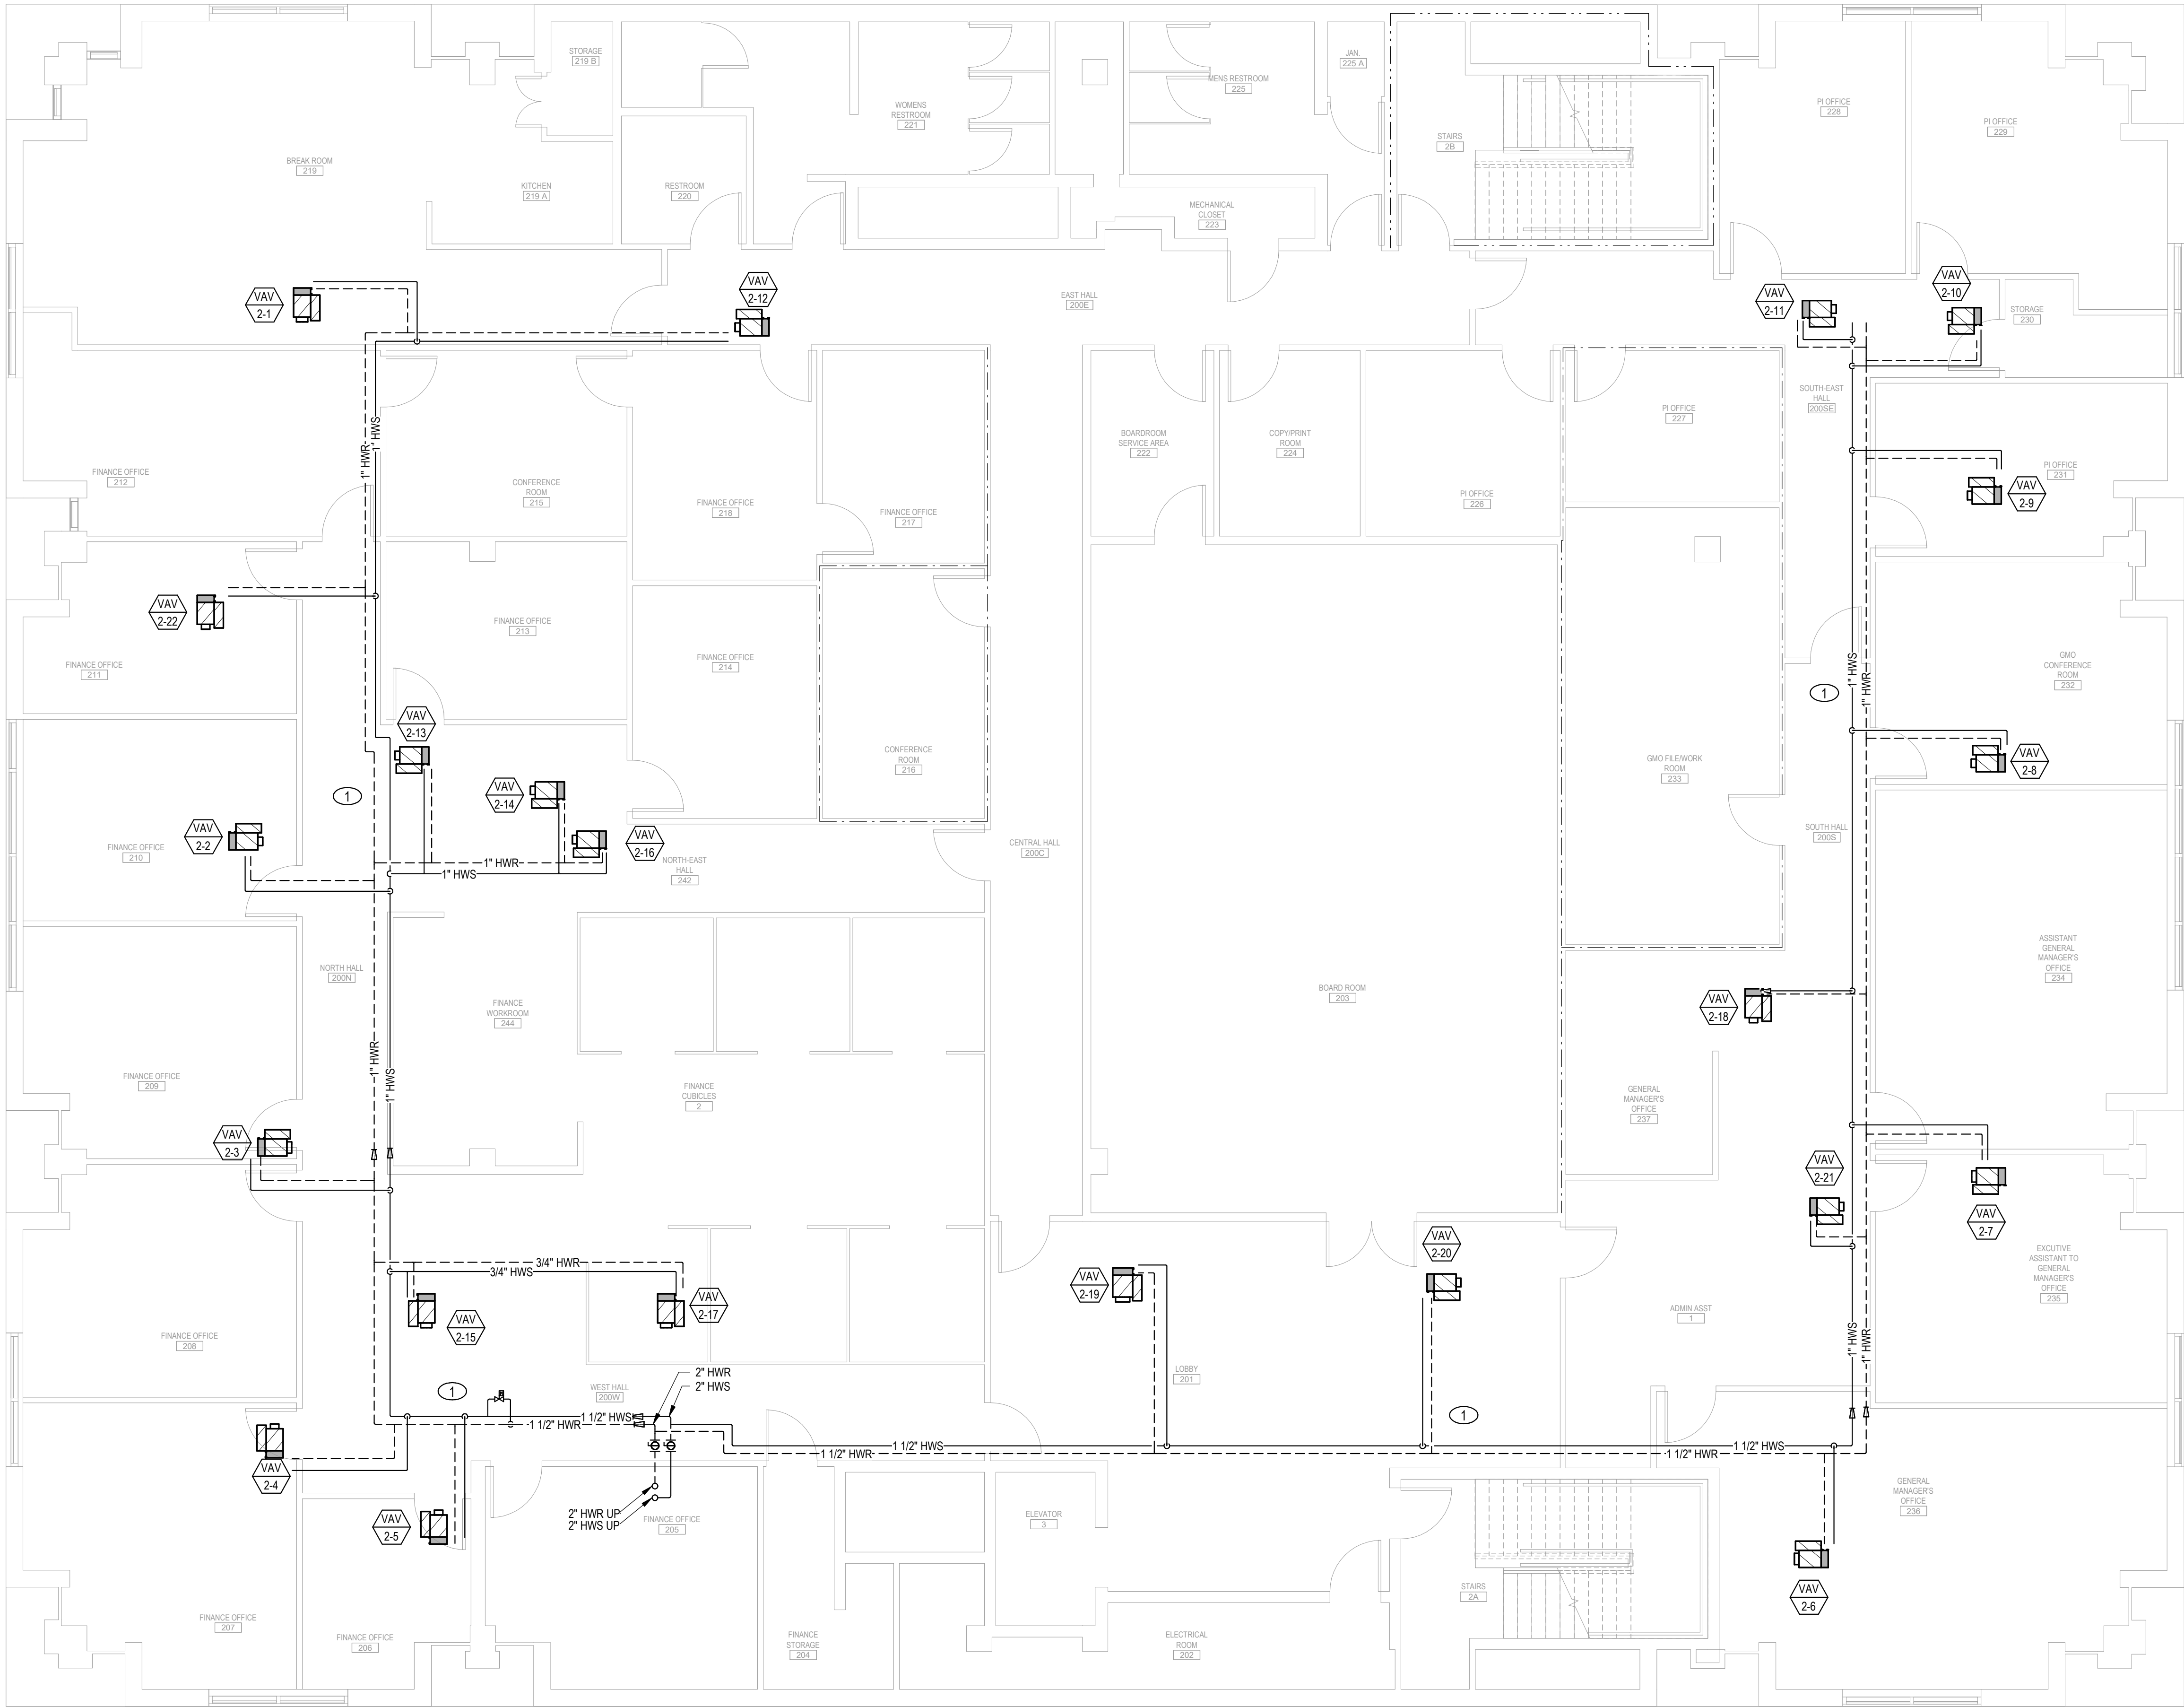 STORAGE
219 B
JAN.
225 A
MENS RESTROOM
225
WOMENS
RESTROOM
221
PI OFFICE
228
PI OFFICE
229
STAIRS
2B
BREAK ROOM
219
KITCHEN
219 A
RESTROOM
220
MECHANICAL
CLOSET
223
VAV
2-1
VAV
2-12
EAST HALL
200E
VAV
2-11
VAV
2-10
STORAGE
230
SOUTH-EAST
HALL
200SE
PI OFFICE
227
1" HWR
1" HWS
BOARDROOM
SERVICE AREA
222
COPY/PRINT
ROOM
224
FINANCE OFFICE
212
CONFERENCE
ROOM
215
FINANCE OFFICE
218
FINANCE OFFICE
217
PI OFFICE
226
PI OFFICE
231
VAV
2-9
VAV
2-22
FINANCE OFFICE
211
FINANCE OFFICE
213
FINANCE OFFICE
214
GMO
CONFERENCE
ROOM
232
1" HWS
1" HWR
1
VAV
2-13
VAV
2-14
VAV
2-16
CONFERENCE
ROOM
216
GMO FILE/WORK
ROOM
233
VAV
2-8
1
VAV
2-2
FINANCE OFFICE
210
1" HWR
1" HWS
NORTH-EAST
HALL
242
CENTRAL HALL
200C
SOUTH HALL
200S
NORTH HALL
200N
FINANCE
WORKROOM
244
BOARD ROOM
203
VAV
2-18
ASSISTANT
GENERAL
MANAGER'S
OFFICE
234
1" HWR
1" HWS
FINANCE OFFICE
209
FINANCE
CUBICLES
2
GENERAL
MANAGER'S
OFFICE
237
VAV
2-3
VAV
2-21
VAV
2-7
3/4" HWR
3/4" HWS
VAV
2-15
VAV
2-17
VAV
2-19
VAV
2-20
EXCUTIVE
ASSISTANT TO
GENERAL
MANAGER'S
OFFICE
235
ADMIN ASST
1
FINANCE OFFICE
208
1" HWS
1" HWR
2" HWR
2" HWS
WEST HALL
200W
LOBBY
201
1
1
1 1/2" HWS
1 1/2" HWR
1 1/2" HWS
1 1/2" HWR
1 1/2" HWS
1 1/2" HWR
VAV
2-4
VAV
2-5
2" HWR UP
2" HWS UP
FINANCE OFFICE
205
ELEVATOR
3
GENERAL
MANAGER'S
OFFICE
236
STAIRS
2A
VAV
2-6
FINANCE OFFICE
207
FINANCE OFFICE
206
FINANCE
STORAGE
204
ELECTRICAL
ROOM
202